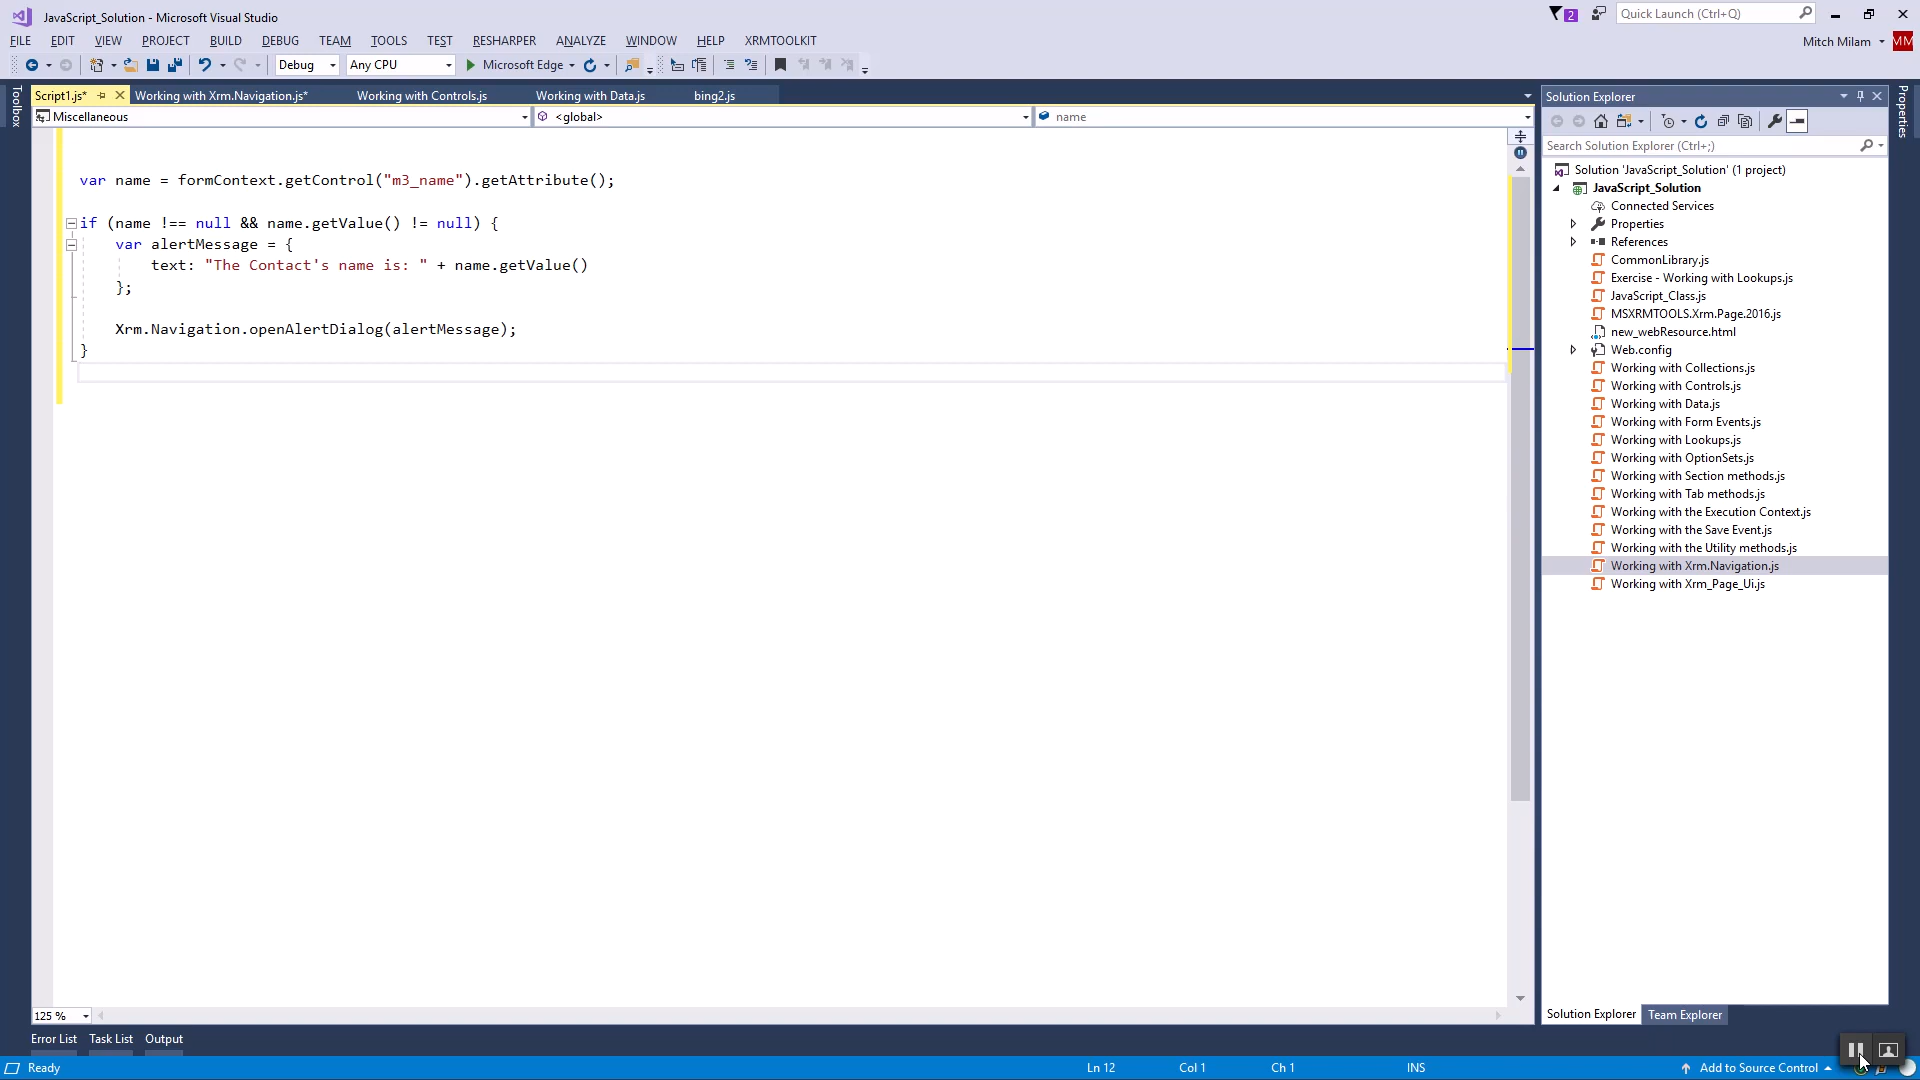 JavaScript_Solution - Microsoft Visual Studio
2
Quick Launch (Ctrl+Q)
FILE EDIT VIEW PROJECT BUILD DEBUG TEAM TOOLS TEST RESHARPER ANALYZE WINDOW HELP XRMTOOLKIT
Mitch Milam MM
Debug Any CPU Microsoft Edge
Toolbox
Script1.js* Working with Xrm.Navigation.js* Working with Controls.js Working with Data.js bing2.js
Miscellaneous <global> name
var name = formContext.getControl("m3_name").getAttribute();
if (name !== null && name.getValue() != null) {
var alertMessage = {
text: "The Contact's name is: " + name.getValue()
};
Xrm.Navigation.openAlertDialog(alertMessage);
}
125 %
Solution Explorer
Search Solution Explorer (Ctrl+;)
Solution 'JavaScript_Solution' (1 project)
JavaScript_Solution
Connected Services
Properties
References
CommonLibrary.js
Exercise - Working with Lookups.js
JavaScript_Class.js
MSXRMTOOLS.Xrm.Page.2016.js
new_webResource.html
Web.config
Working with Collections.js
Working with Controls.js
Working with Data.js
Working with Form Events.js
Working with Lookups.js
Working with OptionSets.js
Working with Section methods.js
Working with Tab methods.js
Working with the Execution Context.js
Working with the Save Event.js
Working with the Utility methods.js
Working with Xrm.Navigation.js
Working with Xrm_Page_Ui.js
Solution Explorer Team Explorer
Properties
Error List Task List Output
Ready Ln 12 Col 1 Ch 1 INS Add to Source Control